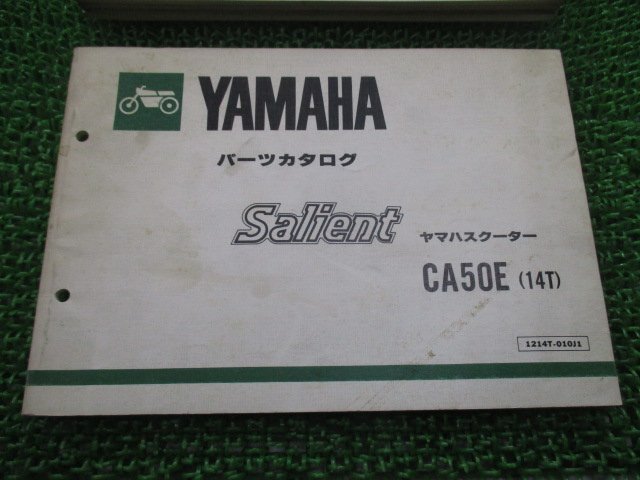 YAMAHA
パーツカタログ
Salient ヤマハスクーター
CA50E (14T)
1214T-010J1